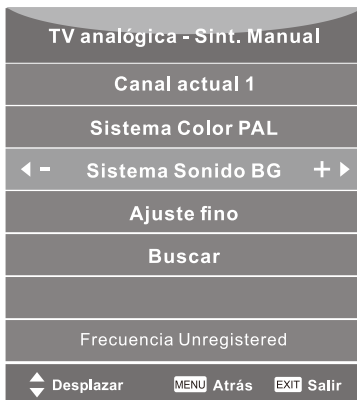 TV analógica - Sint. Manual
Canal actual 1
Sistema Color PAL
- Sistema Sonido BG +
Ajuste fino
Buscar
Frecuencia Unregistered
Desplazar MENU Atrás EXIT Salir